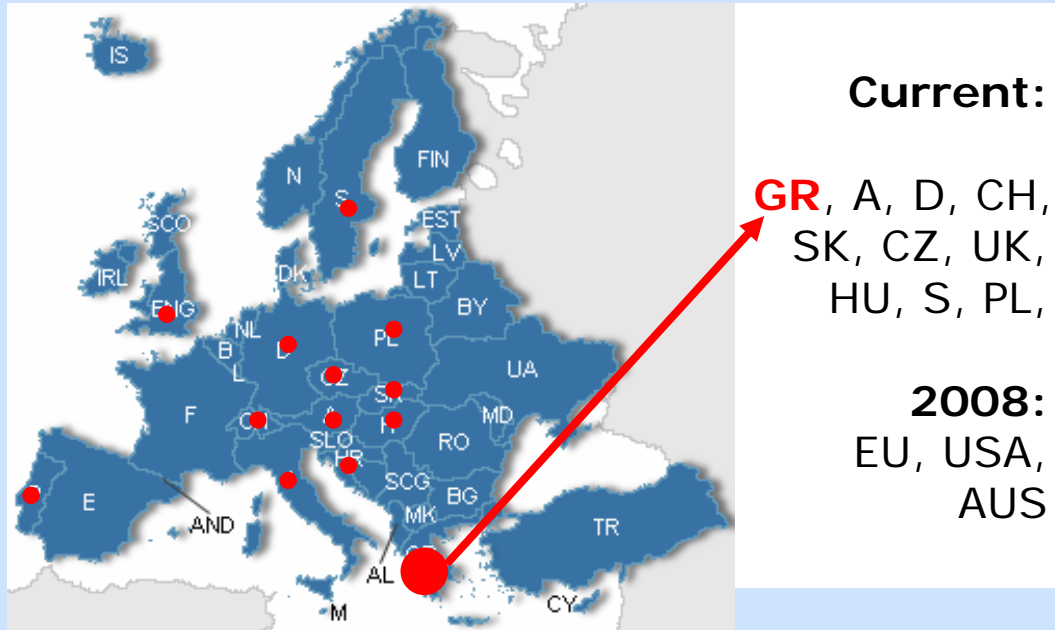 IS
FIN
N
S
SCO
EST
LV
IRL
DK
LT
ENG
BY
NL
B
PL
L
CZ
UA
SK
F
MD
SLO
RO
HR
SCG
E
BG
AND
MK
TR
AL
CY
M
Current:
GR, A, D, CH,
SK, CZ, UK,
HU, S, PL,
2008:
EU, USA,
AUS